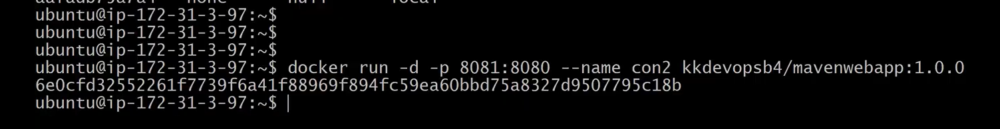 ubuntu@ip-172-31-3-97:~$
ubuntu@ip-172-31-3-97:~$
ubuntu@ip-172-31-3-97:~$
ubuntu@ip-172-31-3-97:~$ docker run -d -p 8081:8080 --name con2 kkdevopsb4/mavenwebapp:1.0.0
6e0cfd32552261f7739f6a41f88969f894fc59ea60bbd75a8327d9507795c18b
ubuntu@ip-172-31-3-97:~$